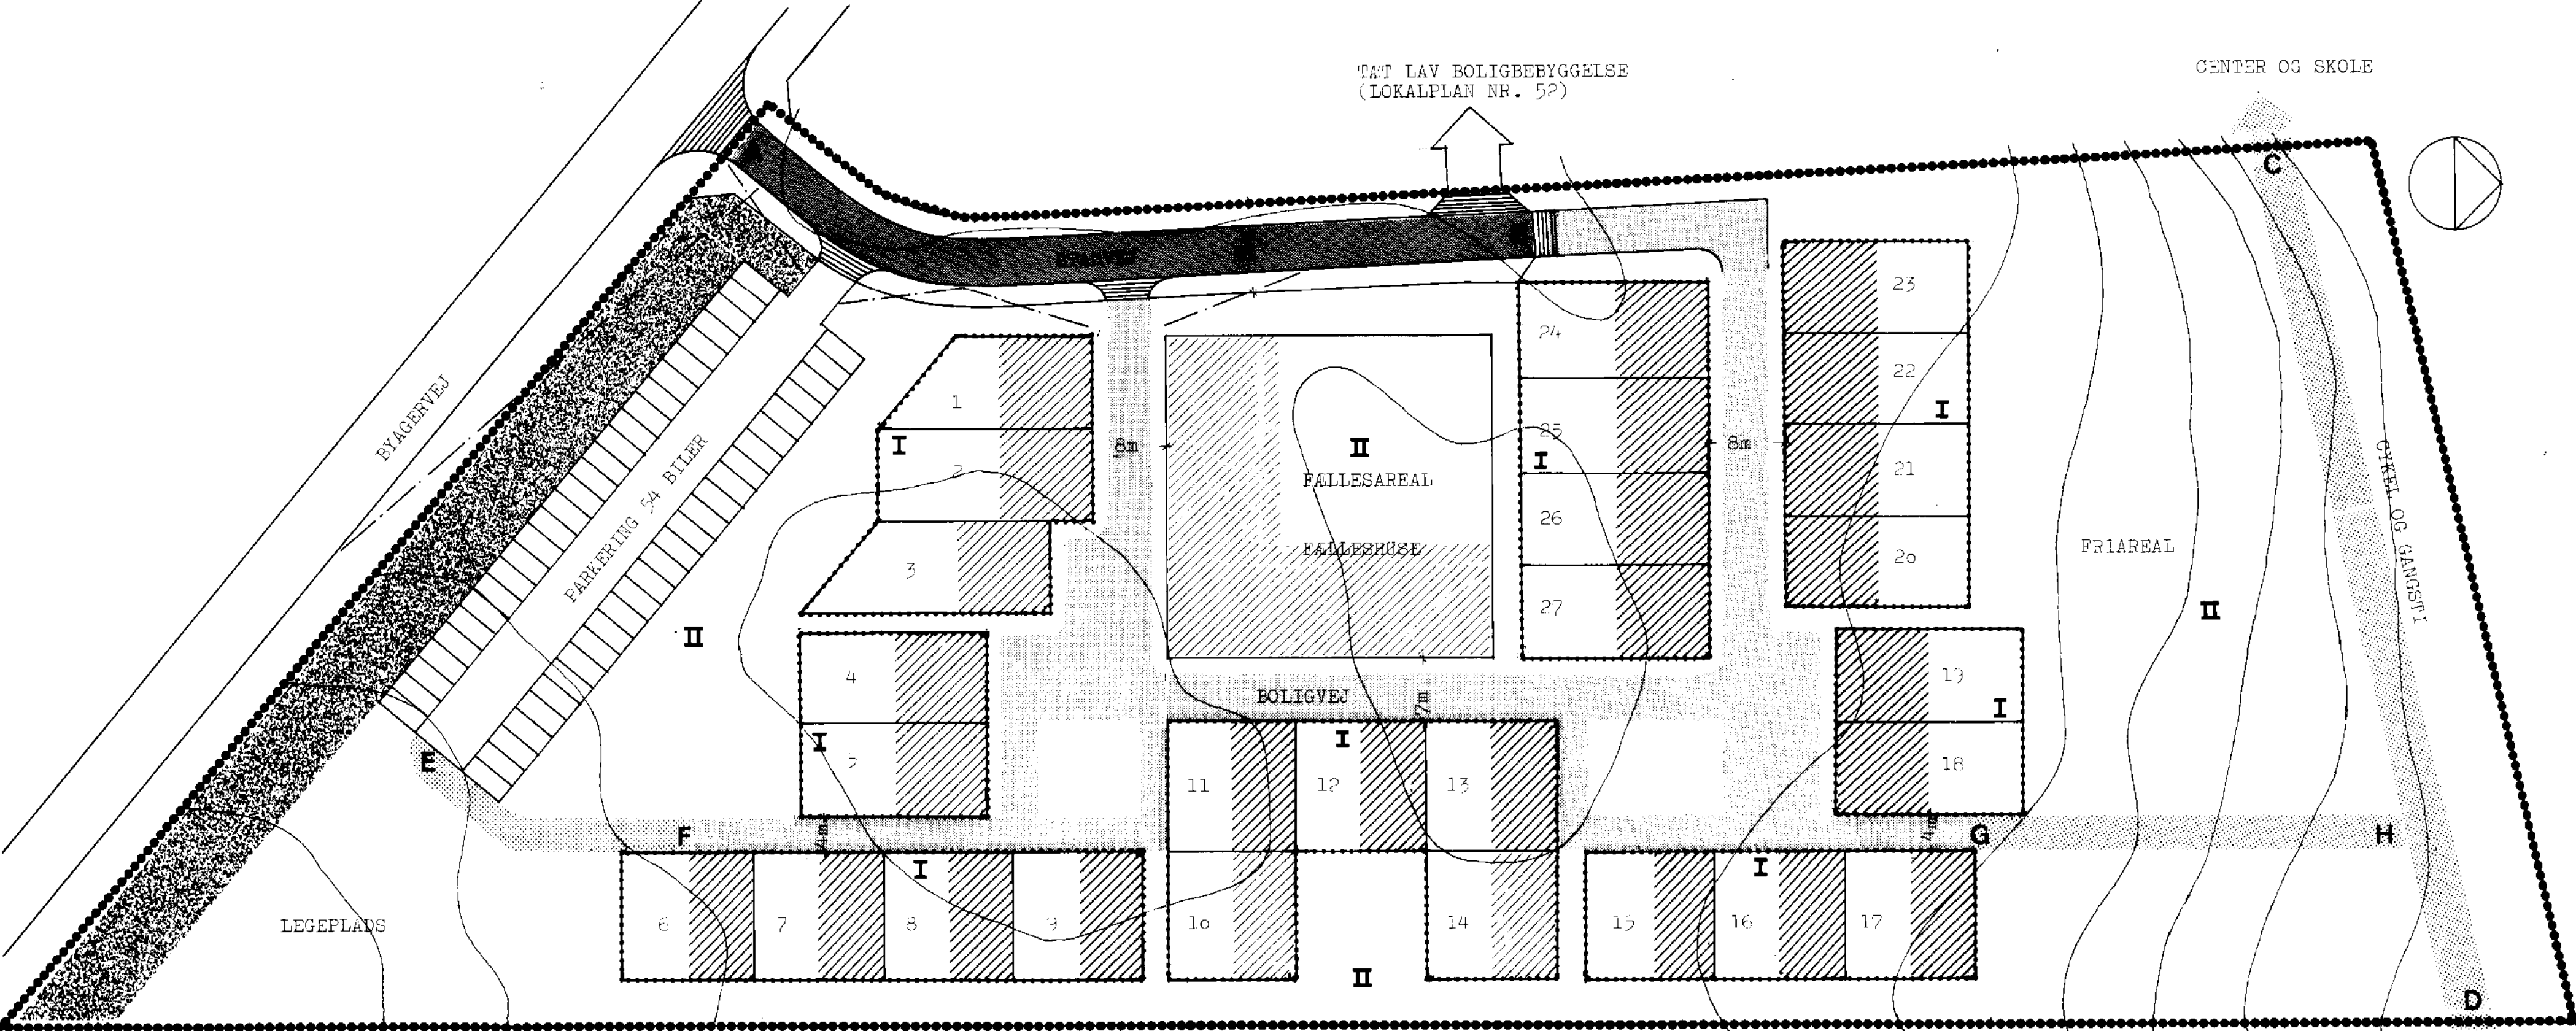 TÆT LAV BOLIGBEBYGGELSE
(LOKALPLAN NR. 52)
CENTER OG SKOLE
A
C
STAMVEJ
BYAGERVEJ
PARKERING 54 BILER
1
I
2
3
II
4
I
5
8m
II
FÆLLESAREAL
FÆLLESHUSE
24
25
I
26
27
8m
23
22
I
21
20
19
I
18
FRIAREAL
II
CYKEL OG GANGSTI
BOLIGVEJ
7m
E
F
4m
11
I
12
13
4m
G
H
LEGEPLADS
6
7
I
8
9
10
14
II
15
I
16
17
D